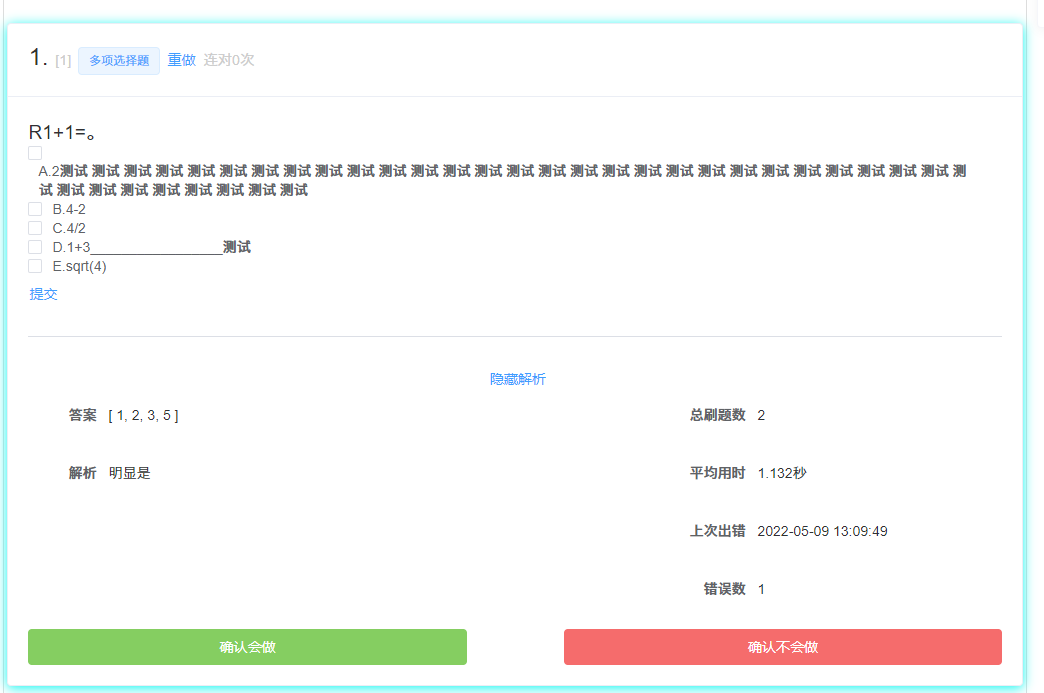 1. [1] 多项选择题 重做 连对0次
R1+1=。
A.2测试 测试 测试 测试 测试 测试 测试 测试 测试 测试 测试 测试 测试 测试 测试 测试 测试 测试 测试 测试 测试 测试 测试 测试 测试 测试 测试 测试 测
试 测试 测试 测试 测试 测试 测试 测试 测试
B.4-2
C.4/2
D.1+3___________________测试
E.sqrt(4)
提交
隐藏解析
答案 [ 1, 2, 3, 5 ] 总刷题数 2
解析 明显是 平均用时 1.132秒
上次出错 2022-05-09 13:09:49
错误数 1
确认会做 确认不会做